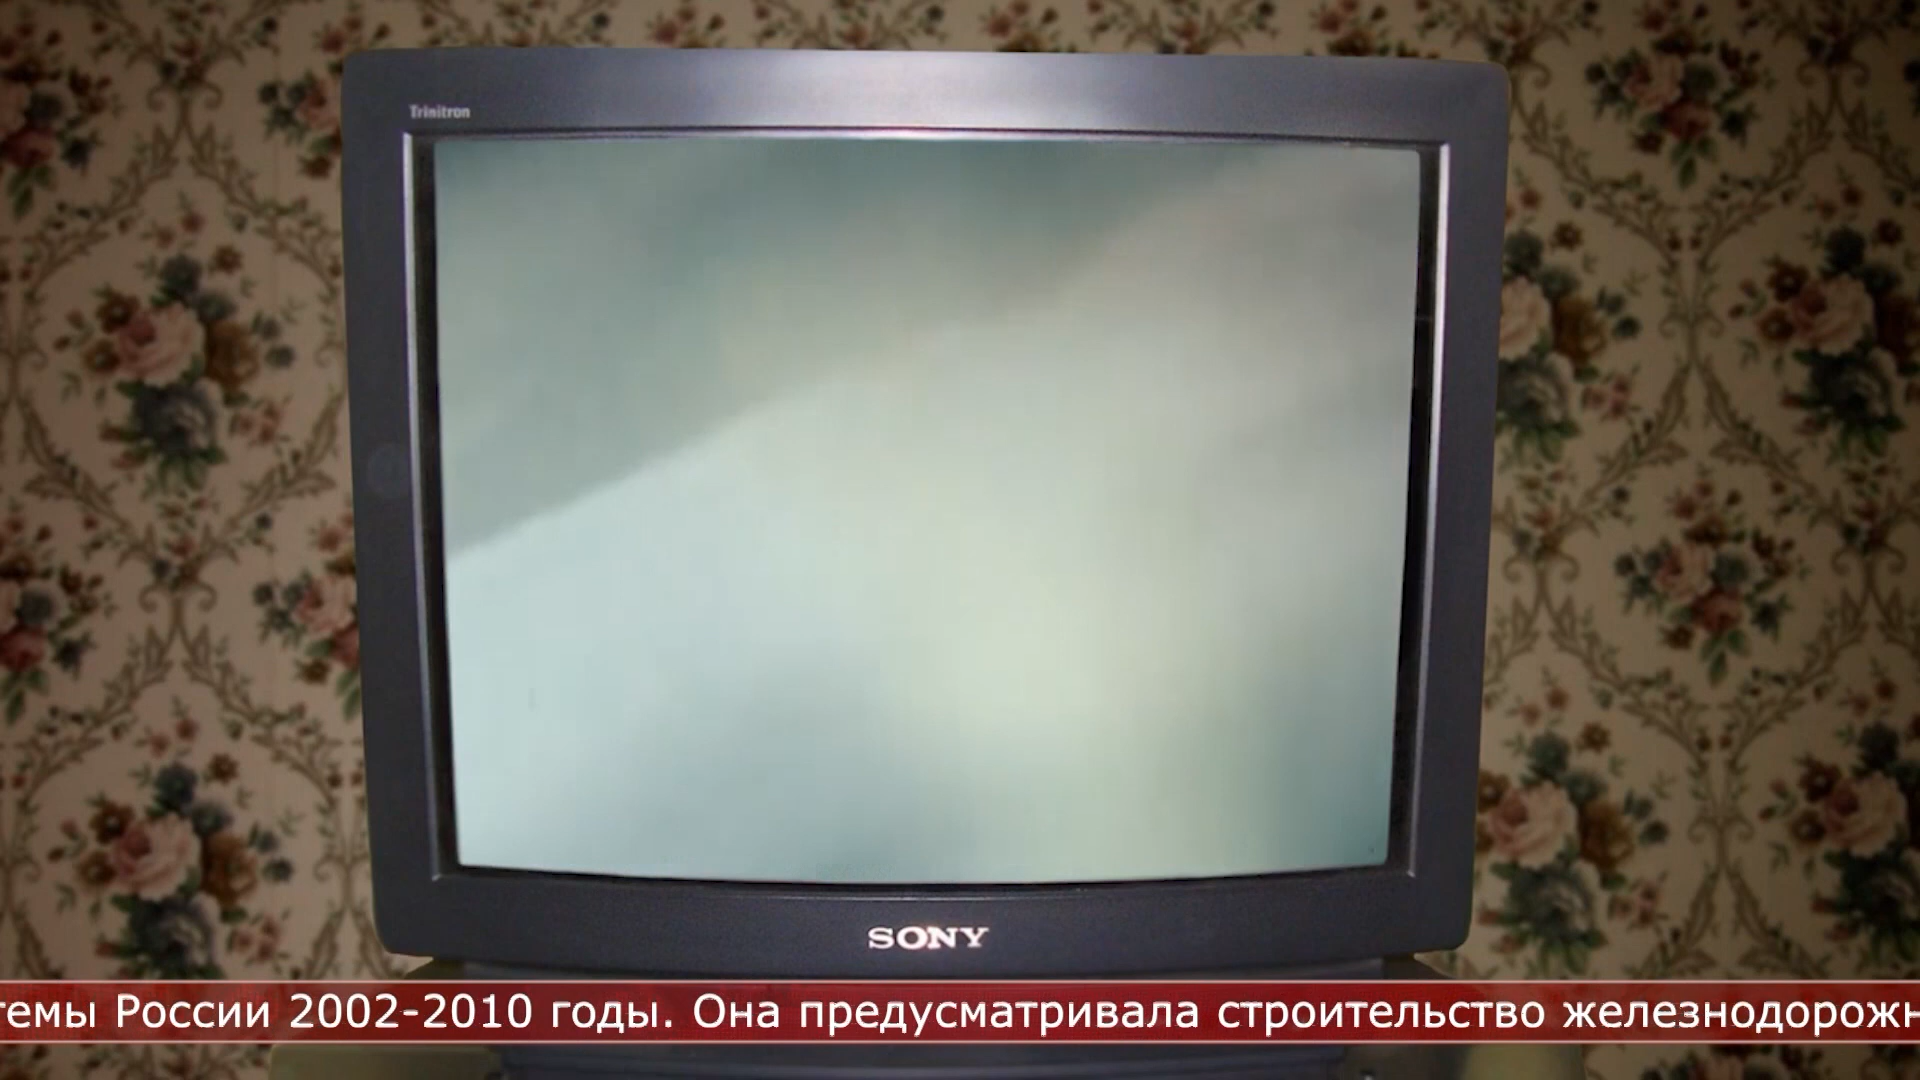 Trinitron
SONY
темы России 2002-2010 годы. Она предусматривала строительство железнодорожн